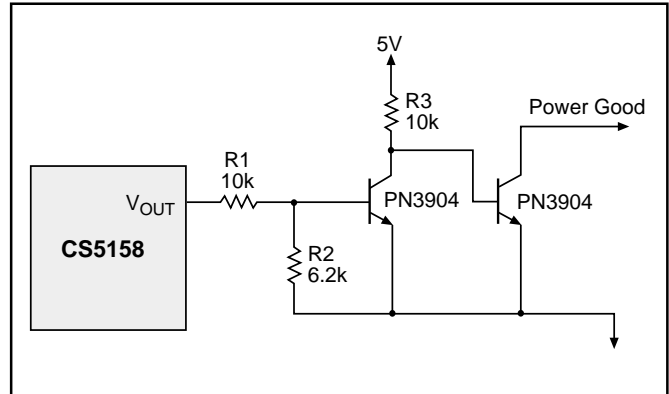 5V
R3
10k
Power Good
R1
10k
PN3904
PN3904
VOUT
CS5158
R2
6.2k